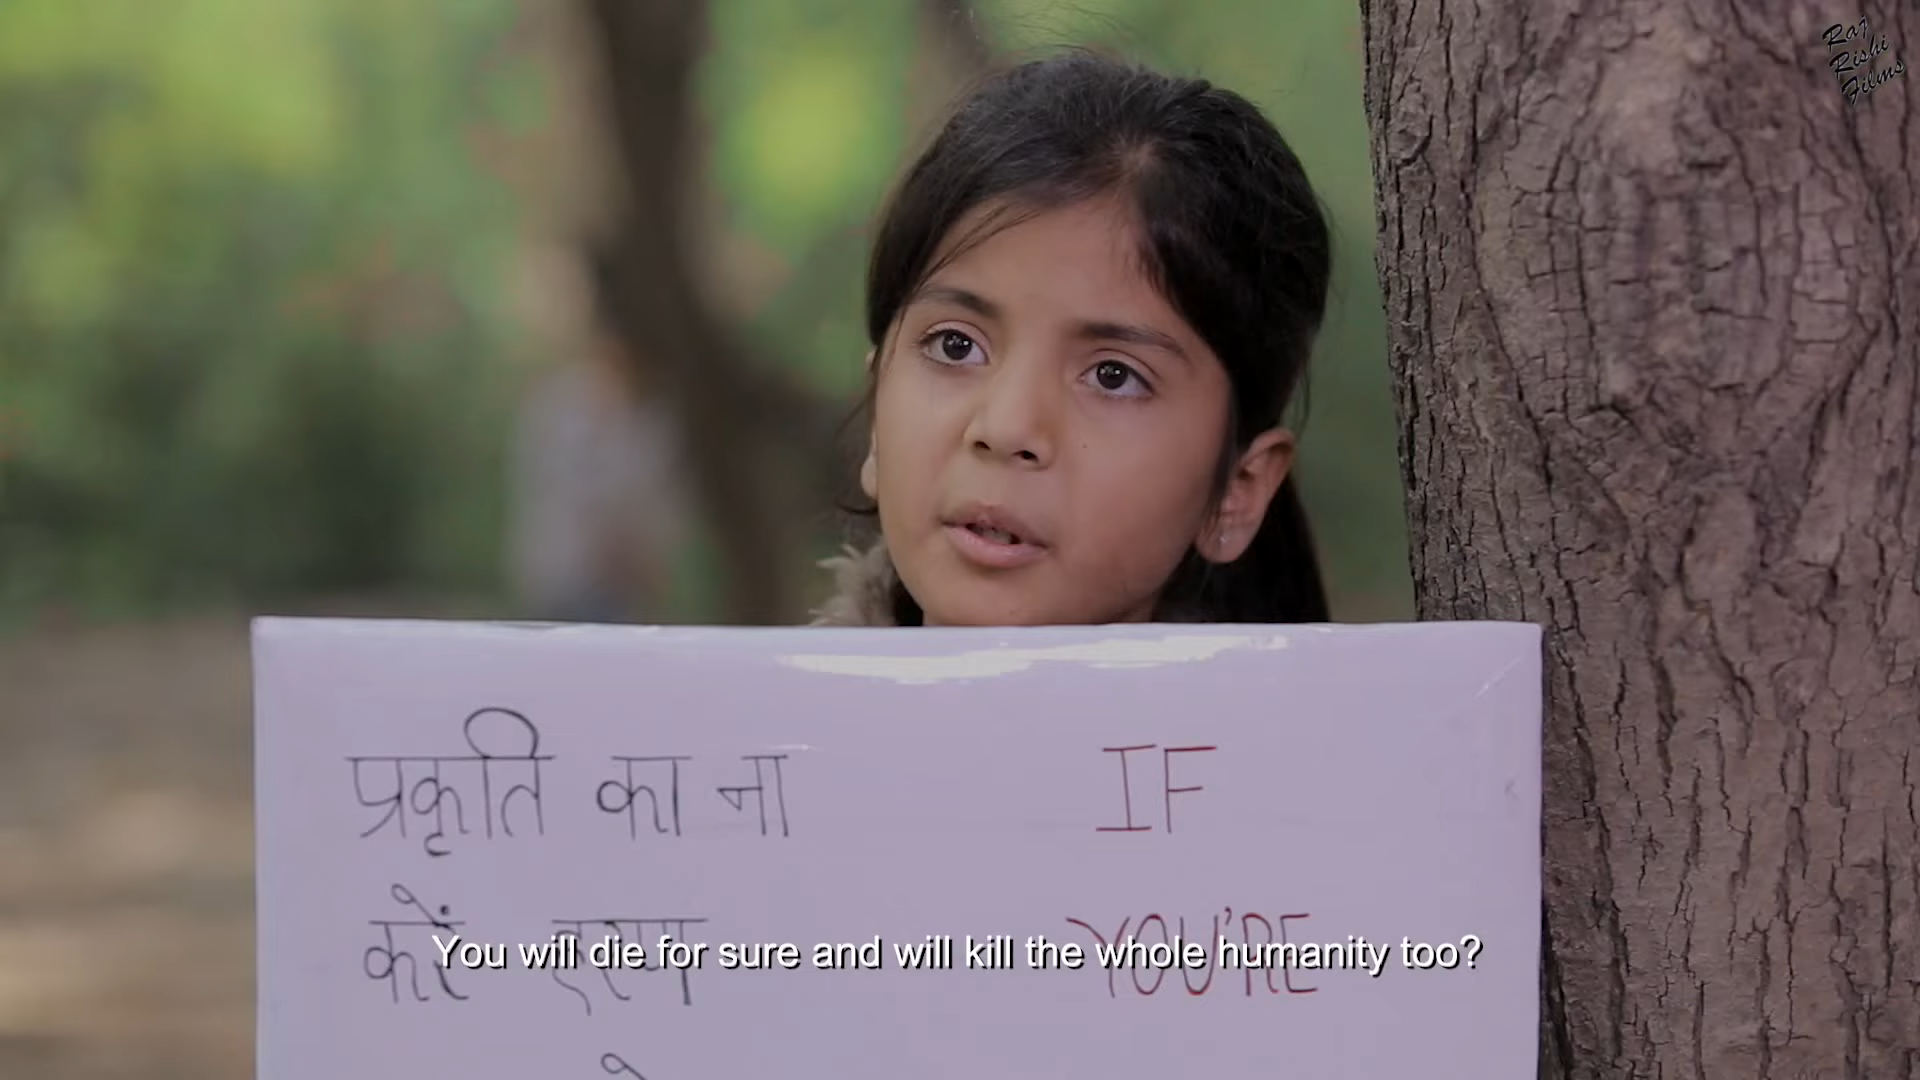 Raj
Rishi
Films
प्रकृति का ना
करें हरण
IF
YOU'RE
You will die for sure and will kill the whole humanity too?